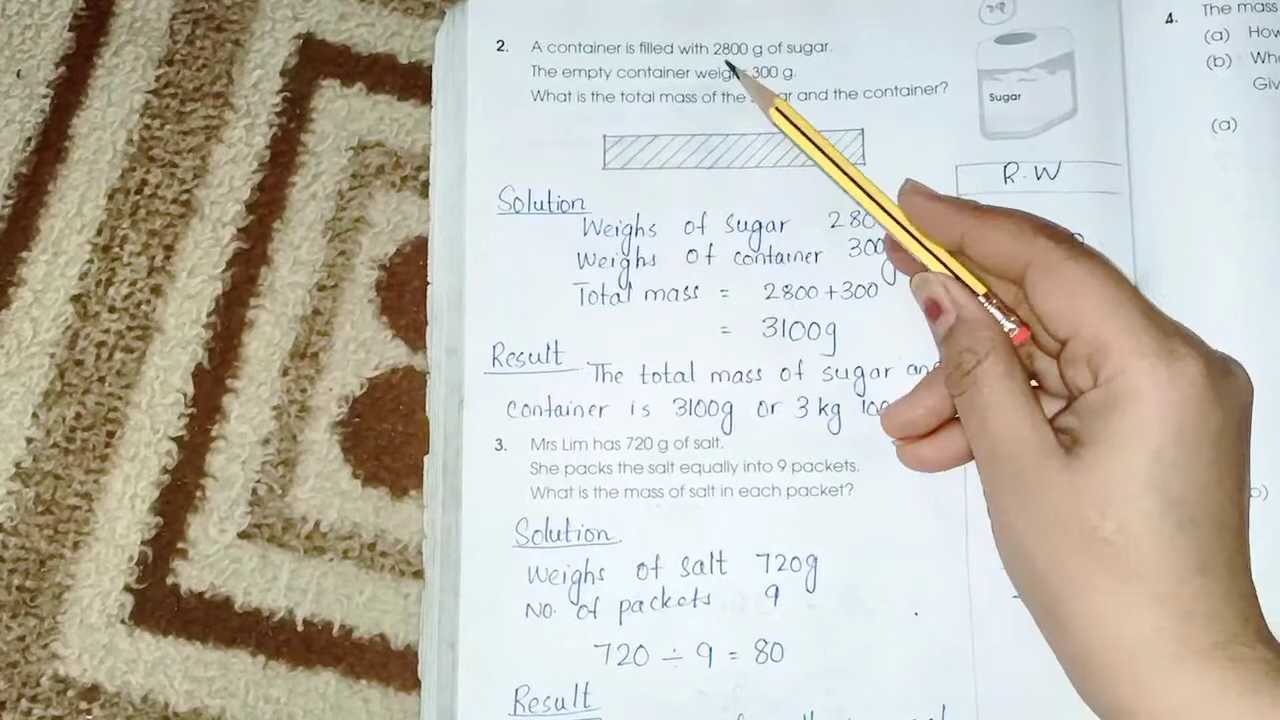 2. A container is filled with 2800 g of sugar.
The empty container 300 g.
What is the total mass of the and the container?
Sugar
R.W
Solution
Weighs of sugar
Weighs of container 300g
Total mass = 2800+300
= 3100g
Result The total mass of sugar
container is 3100g or 3 kg
3. Mrs Lim has 720 g of salt.
She packs the salt equally into 9 packets.
What is the mass of salt in each packet?
Solution
Weighs of salt 720g
No. of packets 9
720 ÷ 9 = 80
Result
4. The mass
(a) How
(b)
(a)